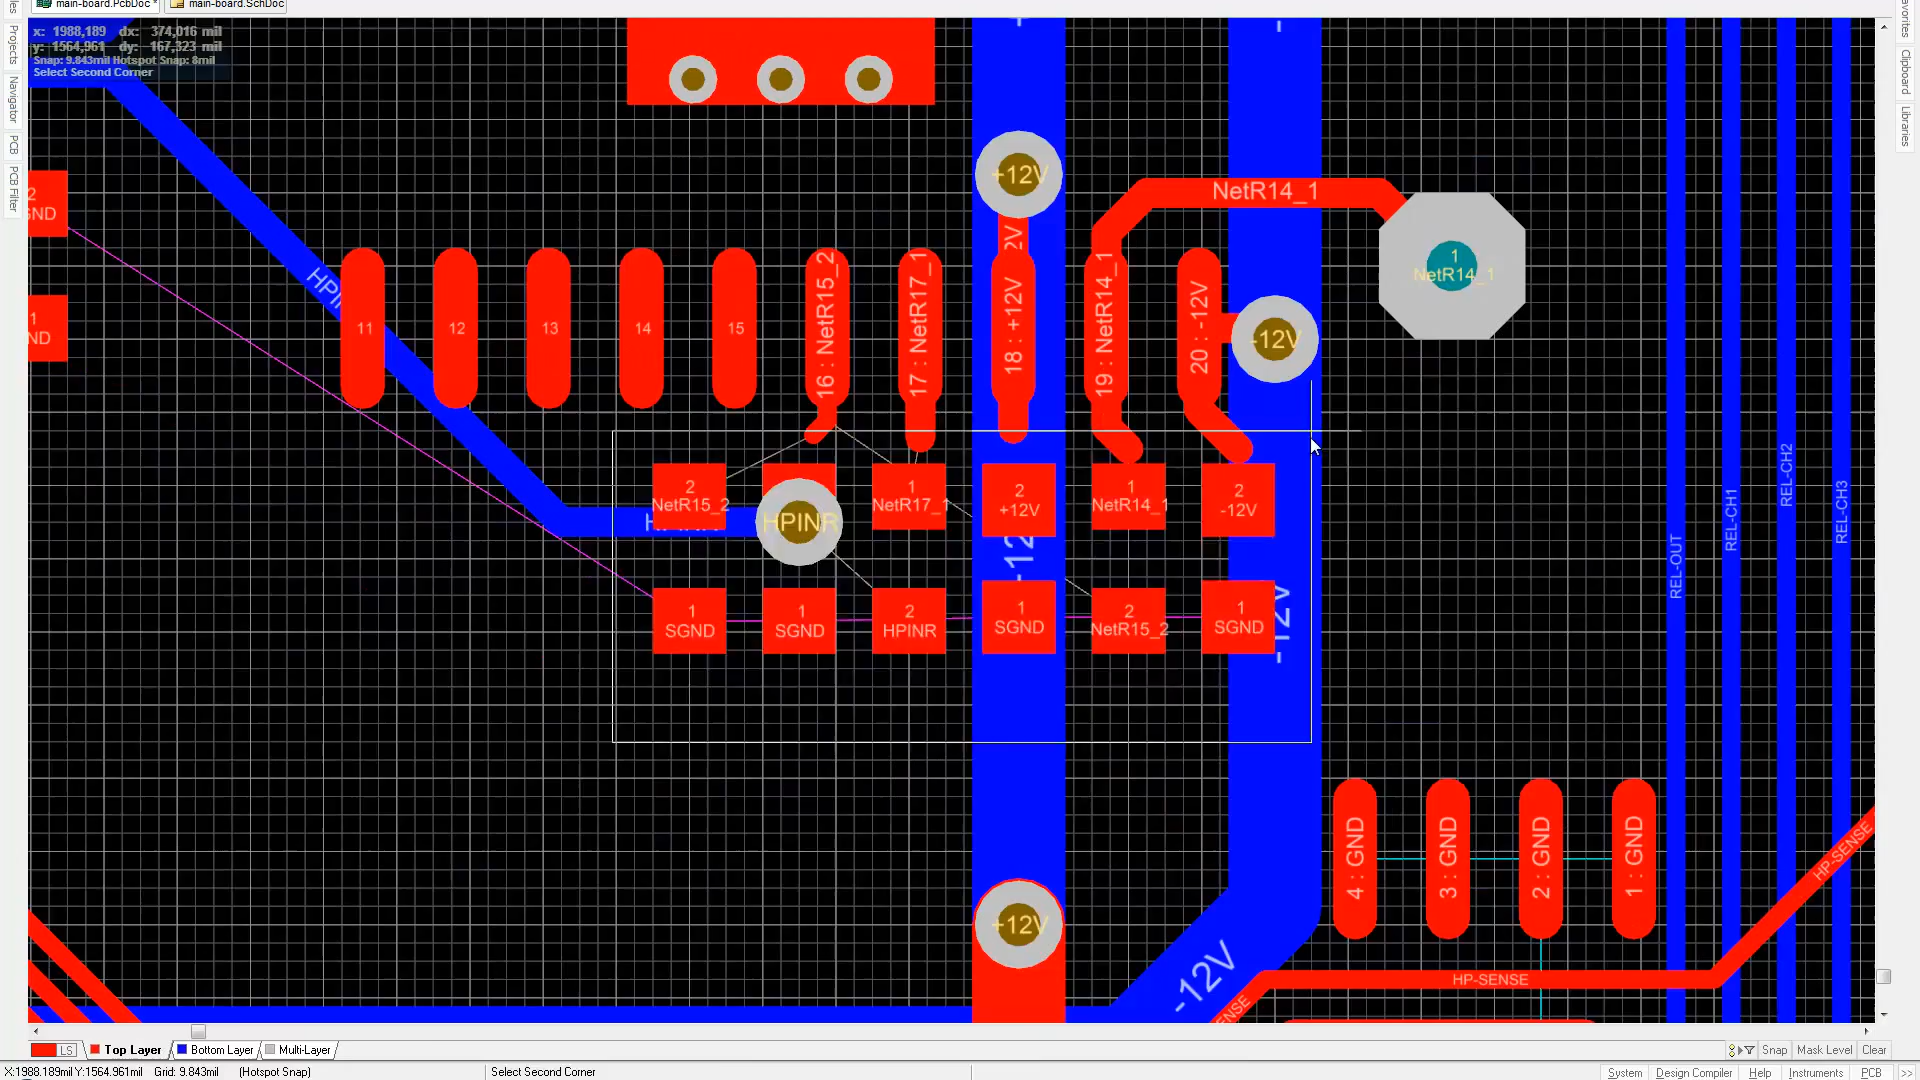 main-board.PcbDoc *
main-board.SchDoc
x: 1988,189 dx: 374,016 mil
y: 1564,961 dy: 167,323 mil
Snap: 9.843mil Hotspot Snap: 8mil
Select Second Corner
Projects
Navigator
PCB
PCB Filter
Clipboard
Libraries
+12V
NetR14_1
1
NetR14_1
2
1
11
12
13
14
15
16 : NetR15_2
17 : NetR17_1
18 : +12V
19 : NetR14_1
20 : -12V
-12V
2
NetR15_2
HPINR
1
NetR17_1
2
+12V
1
NetR14_1
2
-12V
1
SGND
1
SGND
2
HPINR
1
SGND
2
NetR15_2
1
SGND
-12V
REL-OUT
REL-CH1
REL-CH2
REL-CH3
4 : GND
3 : GND
2 : GND
1 : GND
+12V
-12V
HP-SENSE
HP-SENSE
LS
Top Layer
Bottom Layer
Multi-Layer
Snap
Mask Level
Clear
X:1988.189mil Y:1564.961mil Grid: 9.843mil (Hotspot Snap)
Select Second Corner
System
Design Compiler
Help
Instruments
PCB
>>